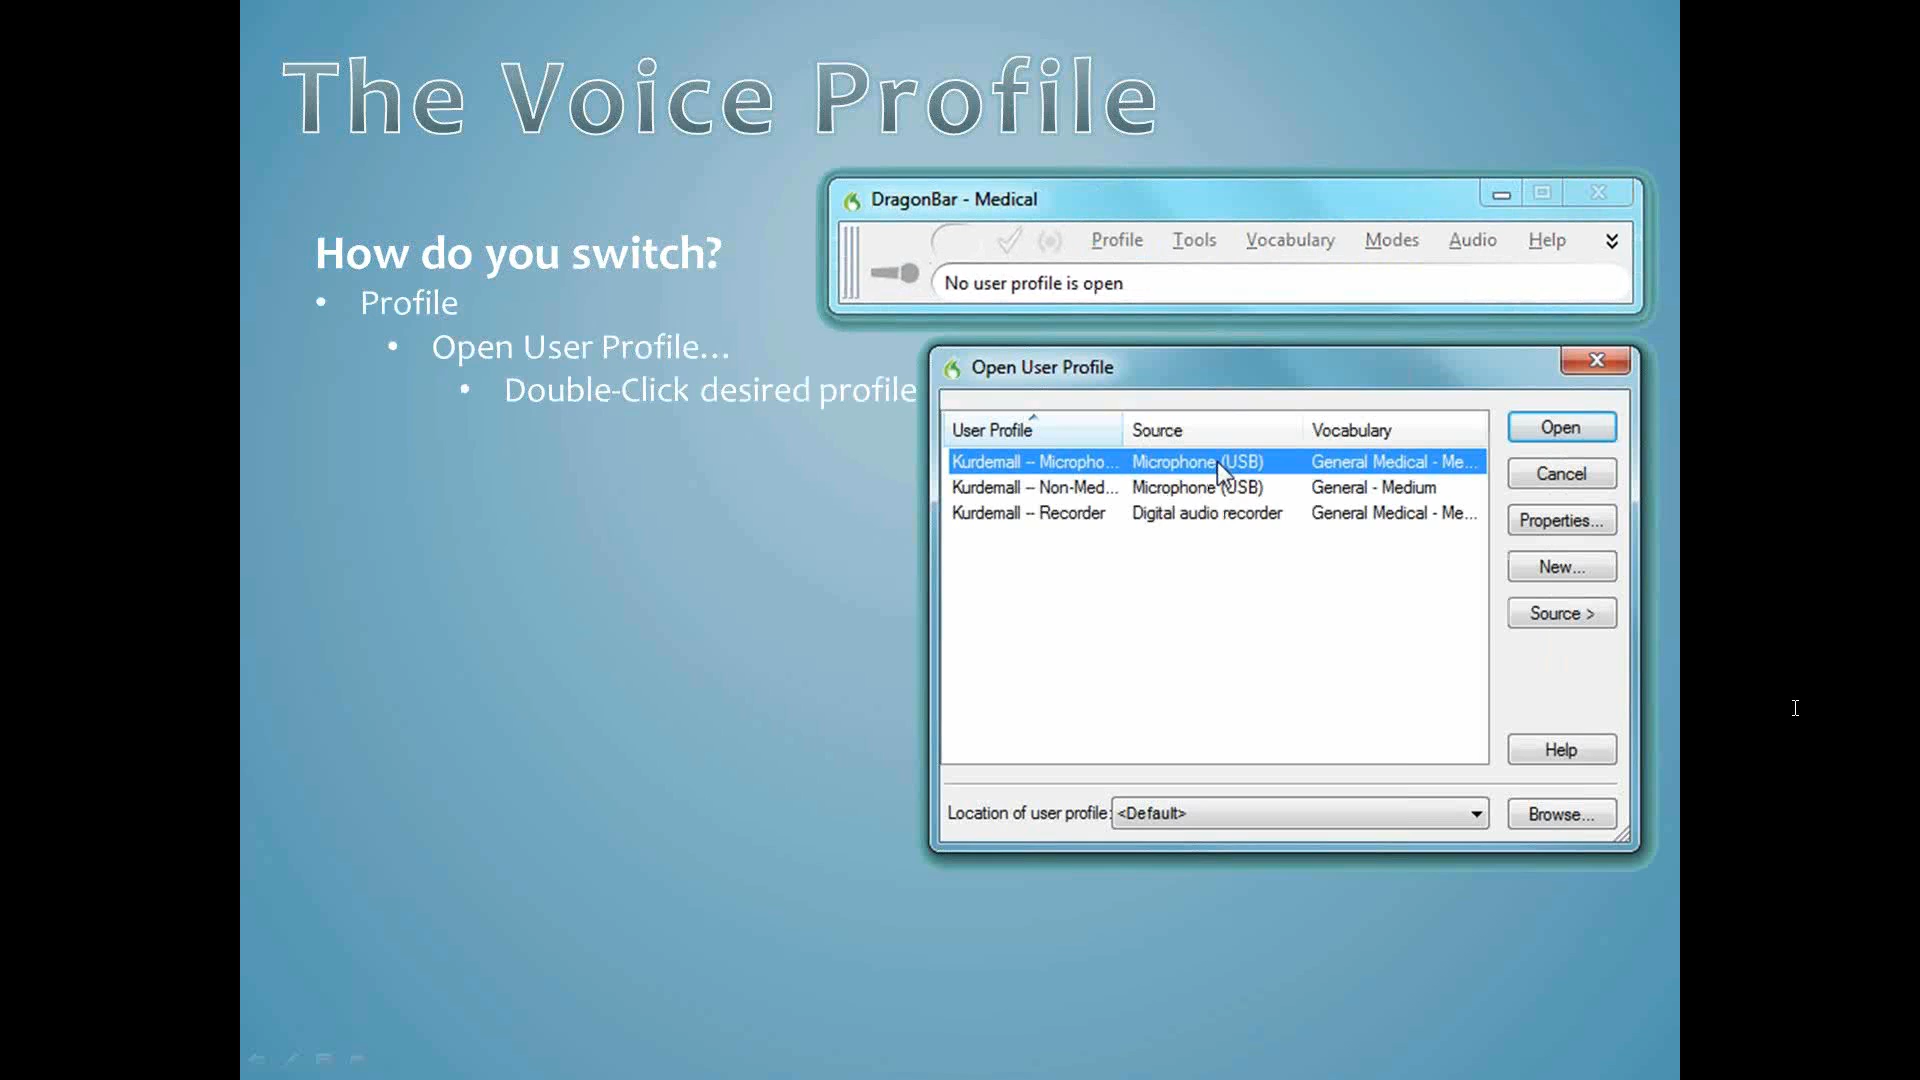 The Voice Profile
How do you switch?
• Profile
• Open User Profile...
• Double-Click desired profile
DragonBar - Medical
Profile Tools Vocabulary Modes Audio Help
No user profile is open
Open User Profile
User Profile Source Vocabulary
Kurdemall -- Micropho... Microphone (USB) General Medical - Me...
Kurdemall -- Non-Med... Microphone (USB) General - Medium
Kurdemall -- Recorder Digital audio recorder General Medical - Me...
Open
Cancel
Properties...
New...
Source >
Help
Location of user profile: <Default>
Browse...